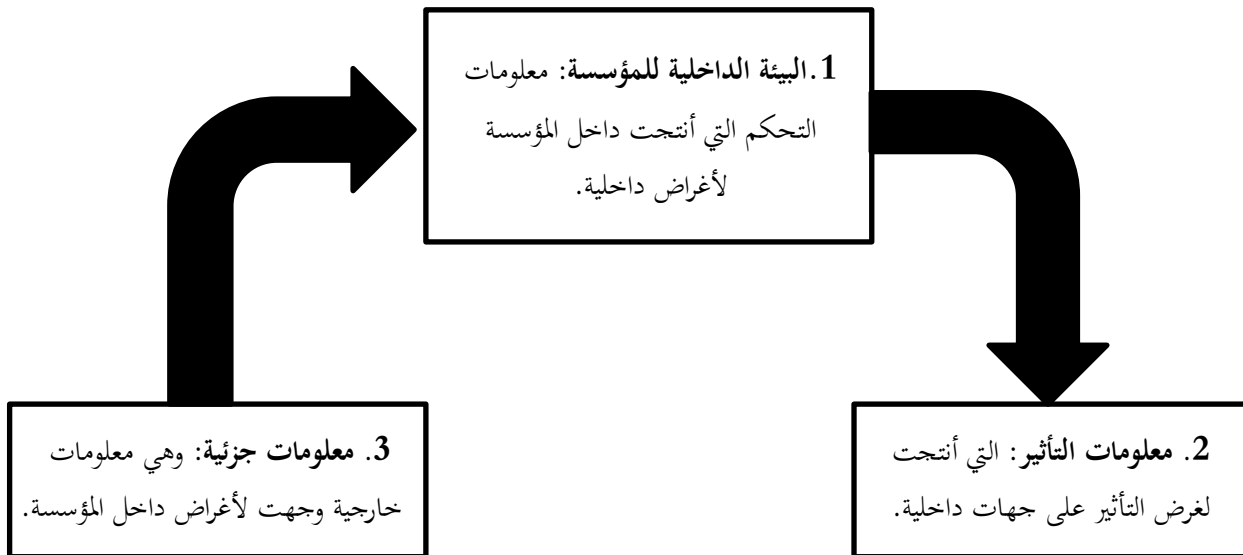 1.البيئة الداخلية للمؤسسة: معلومات
التحكم التي أنتجت داخل المؤسسة
لأغراض داخلية.
2. معلومات التأثير: التي أنتجت
لغرض التأثير على جهات داخلية.
3. معلومات جزئية: وهي معلومات
خارجية وجهت لأغراض داخل المؤسسة.